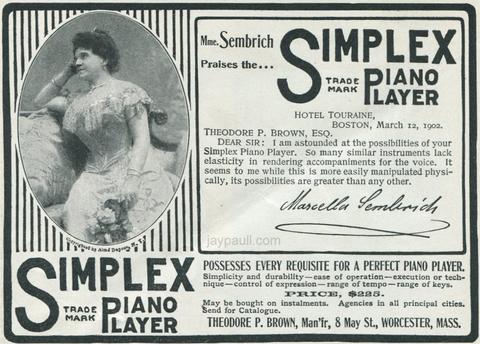 Mme. Sembrich
Praises the...
SIMPLEX
TRADE MARK
PIANO
PLAYER
HOTEL TOURAINE,
BOSTON, March 12, 1902.
THEODORE P. BROWN, ESQ.
DEAR SIR: I am astounded at the possibilities of your
Simplex Piano Player. So many similar instruments lack
elasticity in rendering accompaniments for the voice. It
seems to me while this is more easily manipulated physi-
cally, its possibilities are greater than any other.
Marcella Sembrich
jaypaull.com
Copyrighted by Aimé Dupont, N.Y.
SIMPLEX
TRADE MARK
PIANO
PLAYER
POSSESSES EVERY REQUISITE FOR A PERFECT PIANO PLAYER.
Simplicity and durability—ease of operation—execution or tech-
nique—control of expression—range of tempo—range of keys.
PRICE, $225.
May be bought on instalments. Agencies in all principal cities.
Send for Catalogue.
THEODORE P. BROWN, Man'fr, 8 May St., WORCESTER, MASS.